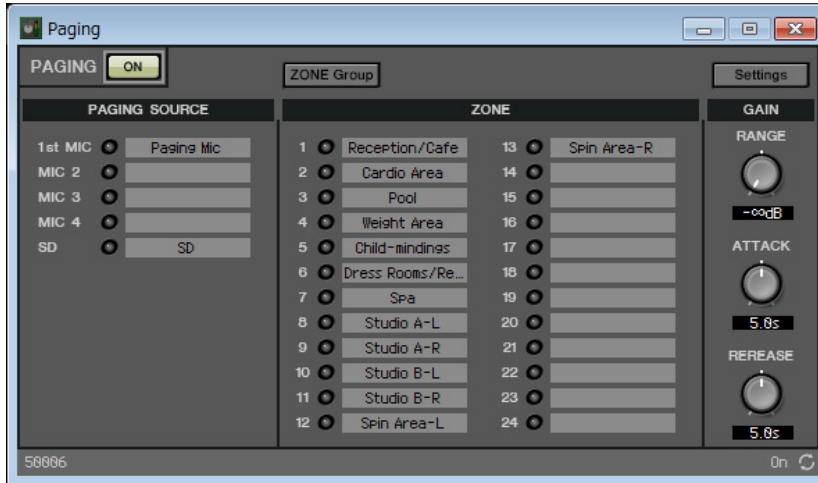 Paging
PAGING ON
ZONE Group
Settings
PAGING SOURCE
1st MIC Paging Mic
MIC 2
MIC 3
MIC 4
SD SD
ZONE
1 Reception/Cafe
2 Cardio Area
3 Pool
4 Weight Area
5 Child-mindings
6 Dress Rooms/Re...
7 Spa
8 Studio A-L
9 Studio A-R
10 Studio B-L
11 Studio B-R
12 Spin Area-L
13 Spin Area-R
14
15
16
17
18
19
20
21
22
23
24
GAIN
RANGE
-∞dB
ATTACK
5.0s
REREASE
5.0s
50006
On